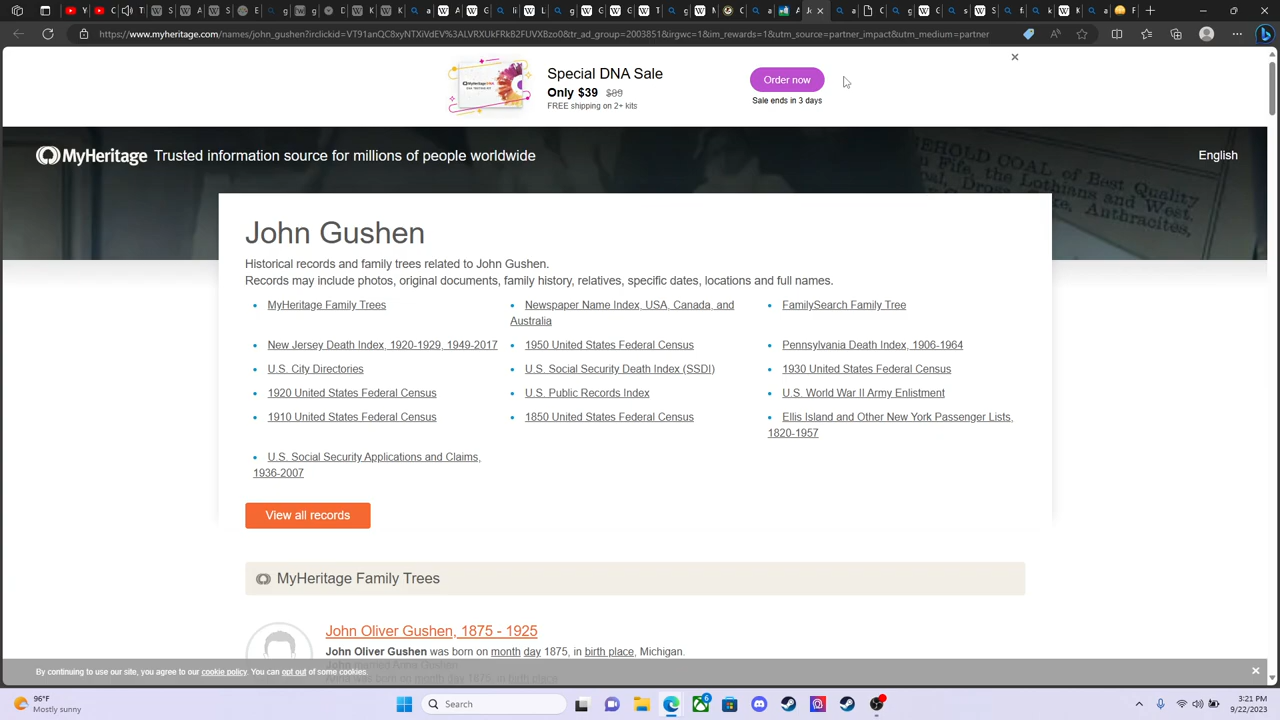 https://www.myheritage.com/names/john_gushen?irclickid=VT91anQC8xyNTXiVdEV%3ALVRXUkFRkB2FUVXBzo0&tr_ad_group=2003851&irgwc=1&im_rewards=1&utm_source=partner_impact&utm_medium=partner
Special DNA Sale
Only $39 $89
FREE shipping on 2+ kits
Order now
Sale ends in 3 days
MyHeritage Trusted information source for millions of people worldwide
English
John Gushen
Historical records and family trees related to John Gushen.
Records may include photos, original documents, family history, relatives, specific dates, locations and full names.
MyHeritage Family Trees
Newspaper Name Index, USA, Canada, and
Australia
FamilySearch Family Tree
New Jersey Death Index, 1920-1929, 1949-2017
1950 United States Federal Census
Pennsylvania Death Index, 1906-1964
U.S. City Directories
U.S. Social Security Death Index (SSDI)
1930 United States Federal Census
1920 United States Federal Census
U.S. Public Records Index
U.S. World War II Army Enlistment
1910 United States Federal Census
1850 United States Federal Census
Ellis Island and Other New York Passenger Lists,
1820-1957
U.S. Social Security Applications and Claims,
1936-2007
View all records
MyHeritage Family Trees
John Oliver Gushen, 1875 - 1925
John Oliver Gushen was born on month day 1875, in birth place, Michigan.
By continuing to use our site, you agree to our cookie policy. You can opt out of some cookies.
96°F
Mostly sunny
Search
6
3:21 PM
9/22/2023